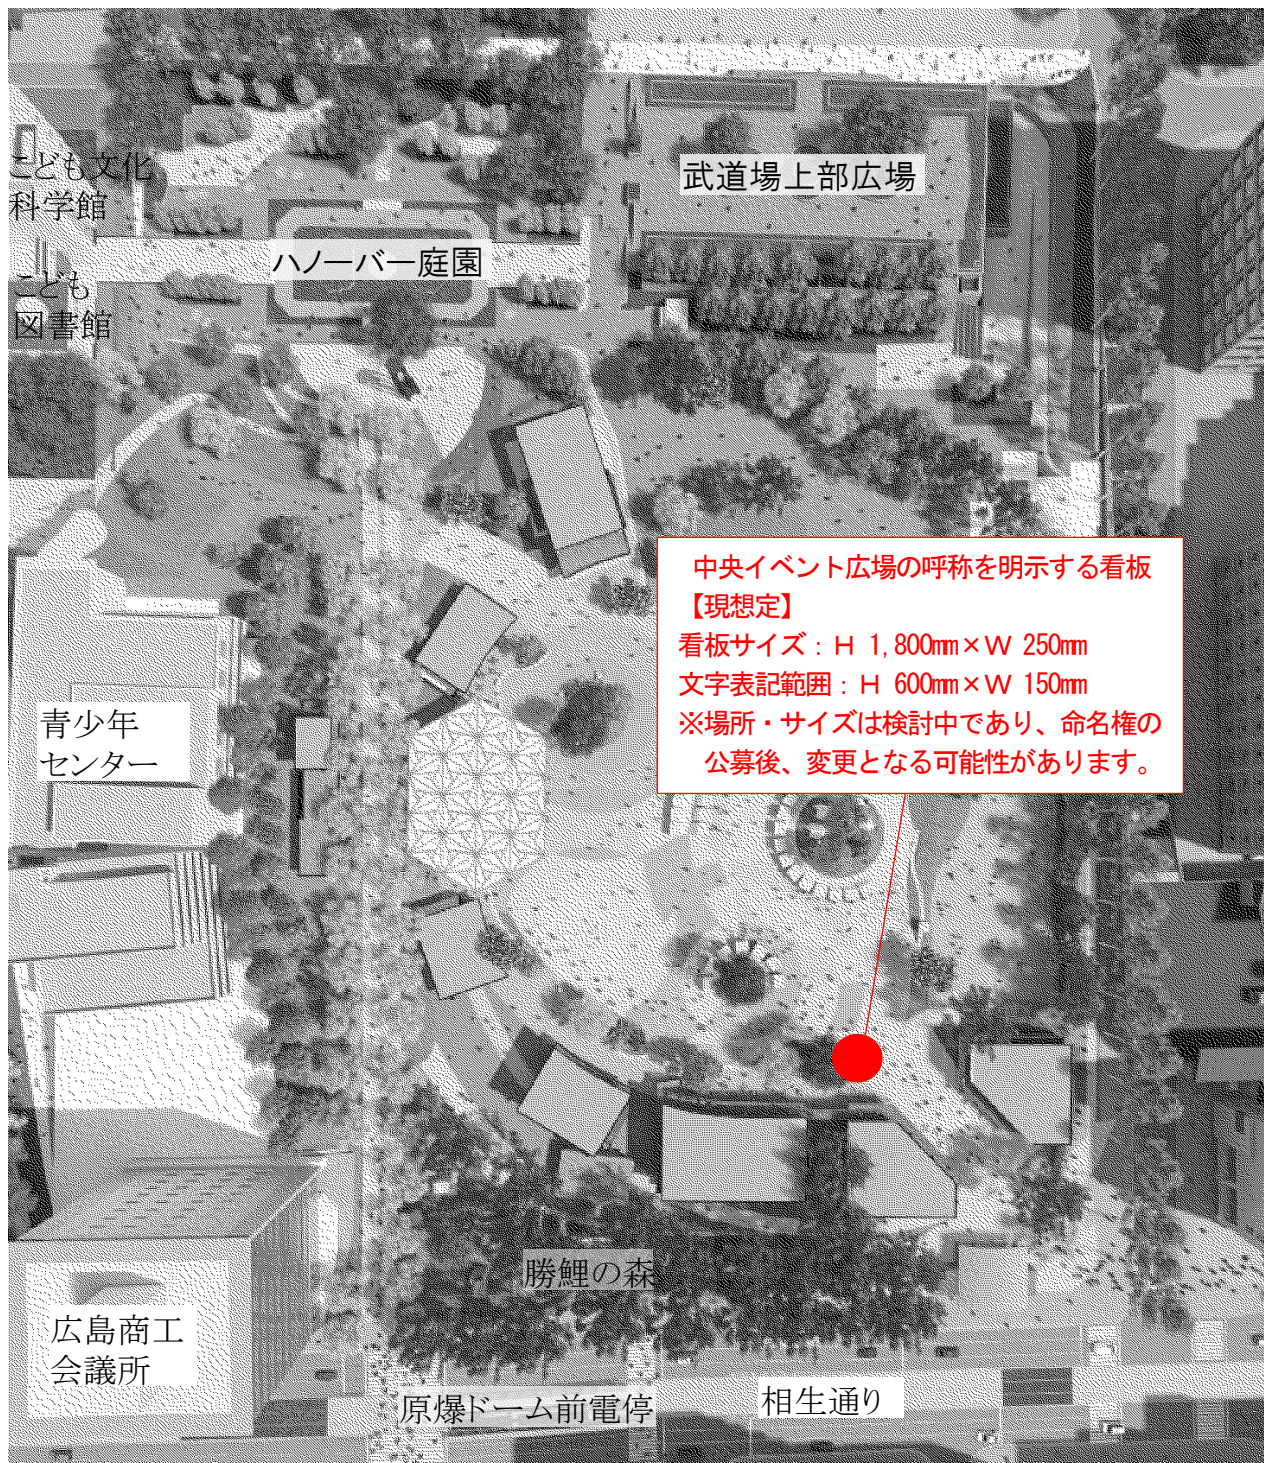 こども文化
科学館
武道場上部広場
ハノーバー庭園
こども
図書館
中央イベント広場の呼称を明示する看板
【現想定】
看板サイズ：Ｈ 1,800㎜×Ｗ 250㎜
文字表記範囲：Ｈ 600㎜×Ｗ 150㎜
※場所・サイズは検討中であり、命名権の
公募後、変更となる可能性があります。
青少年
センター
勝鯉の森
広島商工
会議所
原爆ドーム前電停
相生通り